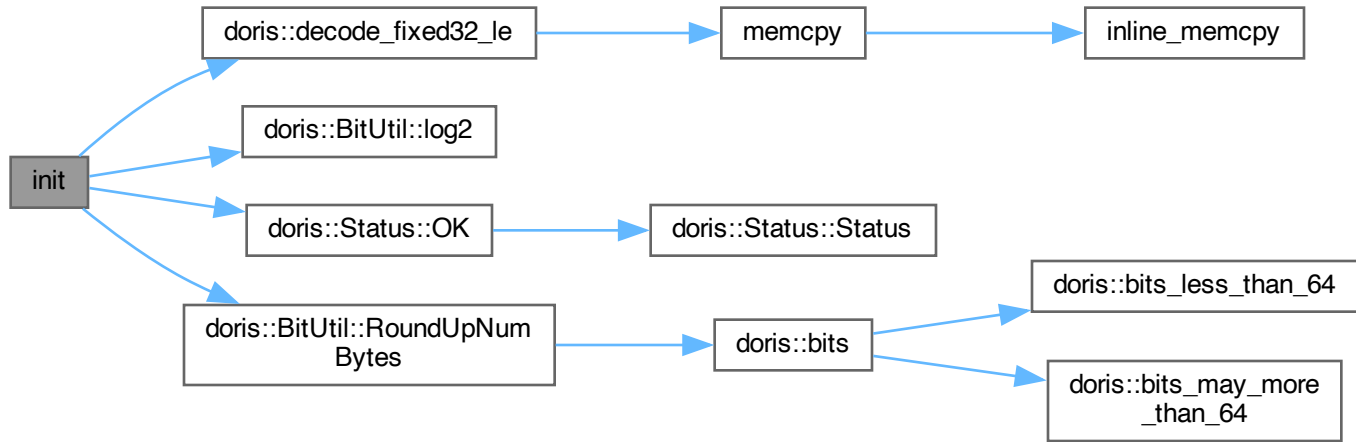 doris::decode_fixed32_le
memcpy
inline_memcpy
doris::BitUtil::log2
init
doris::Status::OK
doris::Status::Status
doris::BitUtil::RoundUpNum
Bytes
doris::bits
doris::bits_less_than_64
doris::bits_may_more
_than_64